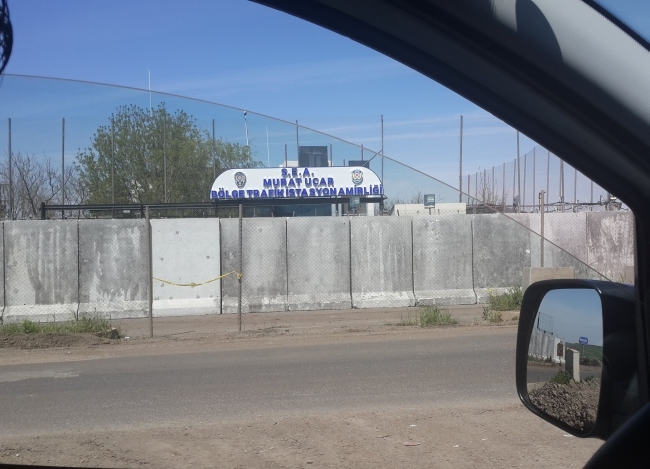 Ş.E.A.
MURAT UÇAR
BÖLGE TRAFİK İSTASYON AMİRLİĞİ